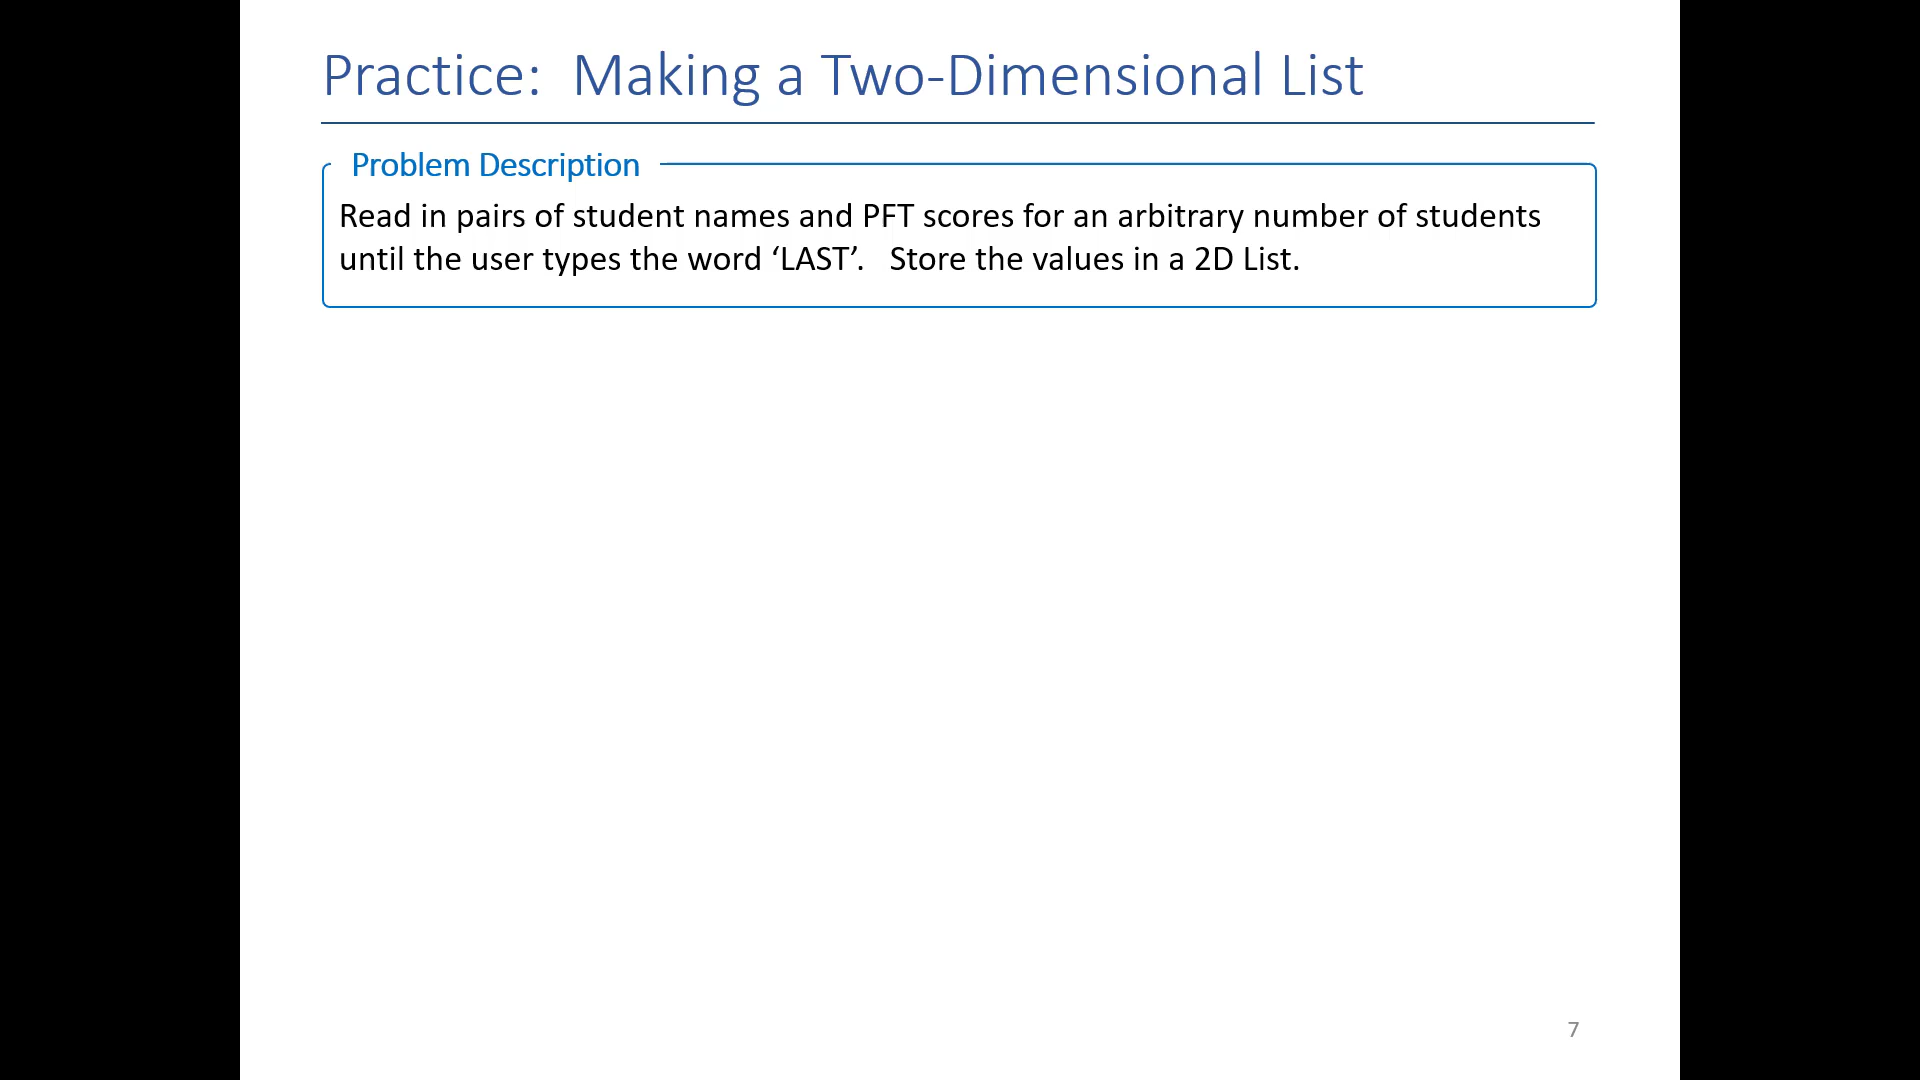 Practice:  Making a Two-Dimensional List
Problem Description
Read in pairs of student names and PFT scores for an arbitrary number of students
until the user types the word ‘LAST’.   Store the values in a 2D List.
7